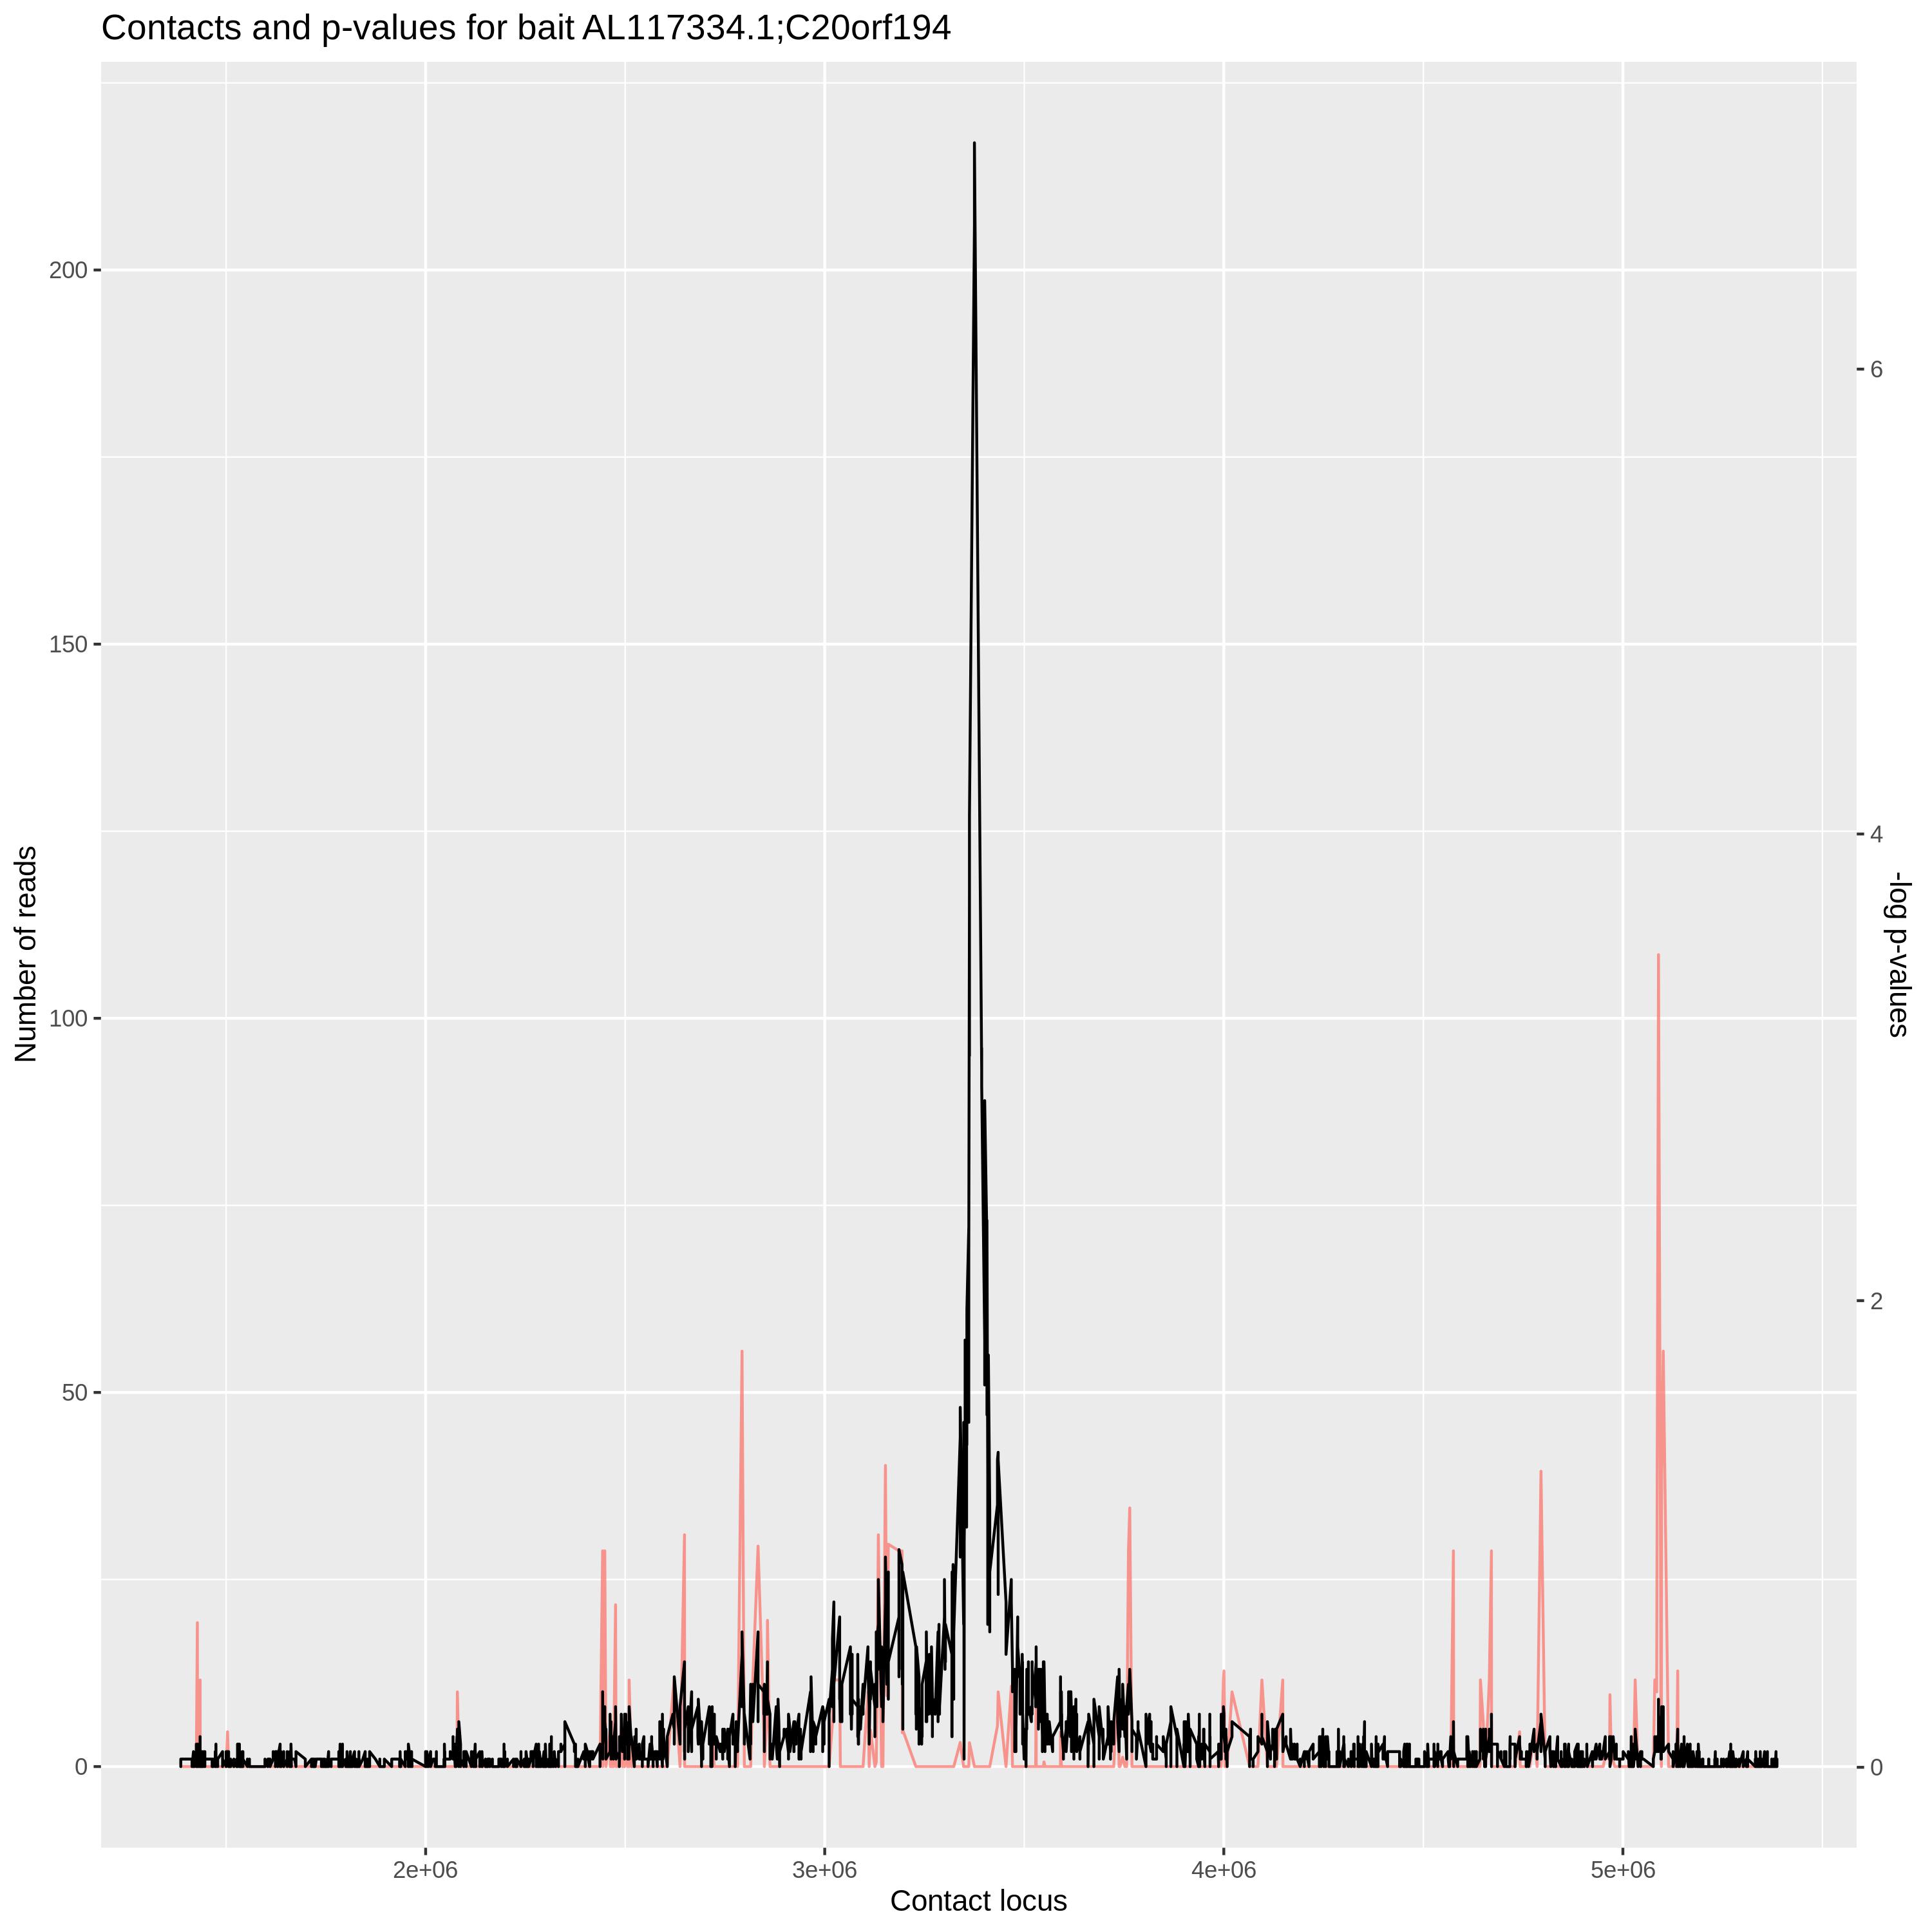 Contacts and p-values for bait AL117334.1;C20orf194
200
150
100
50
0
Number of reads
6
4
2
0
-log p-values
2e+06
3e+06
4e+06
5e+06
Contact locus